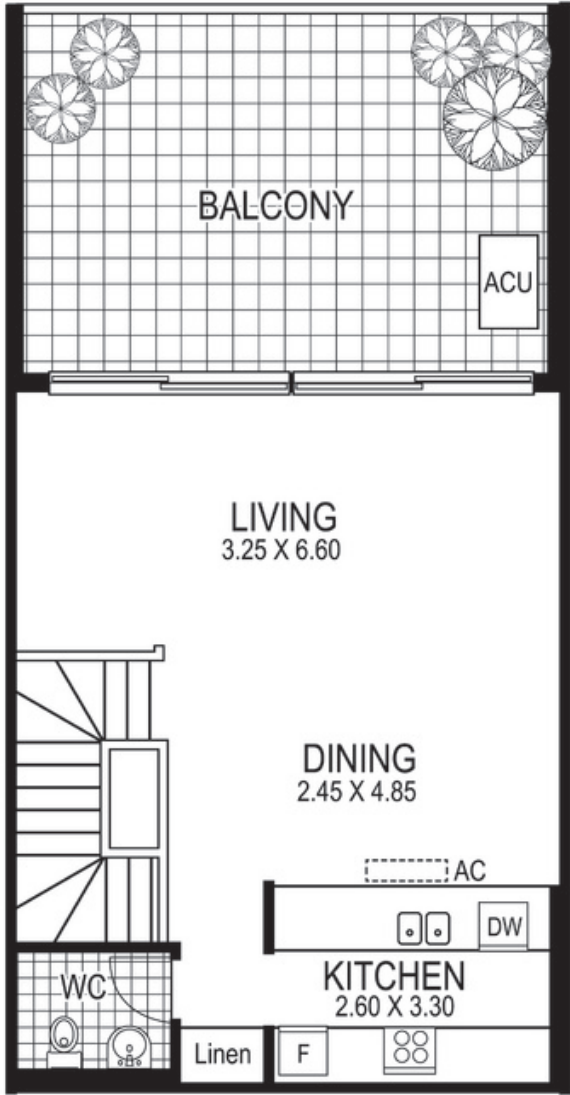 BALCONY
ACU
LIVING
3.25 X 6.60
DINING
2.45 X 4.85
AC
DW
KITCHEN
2.60 X 3.30
WC
Linen
F